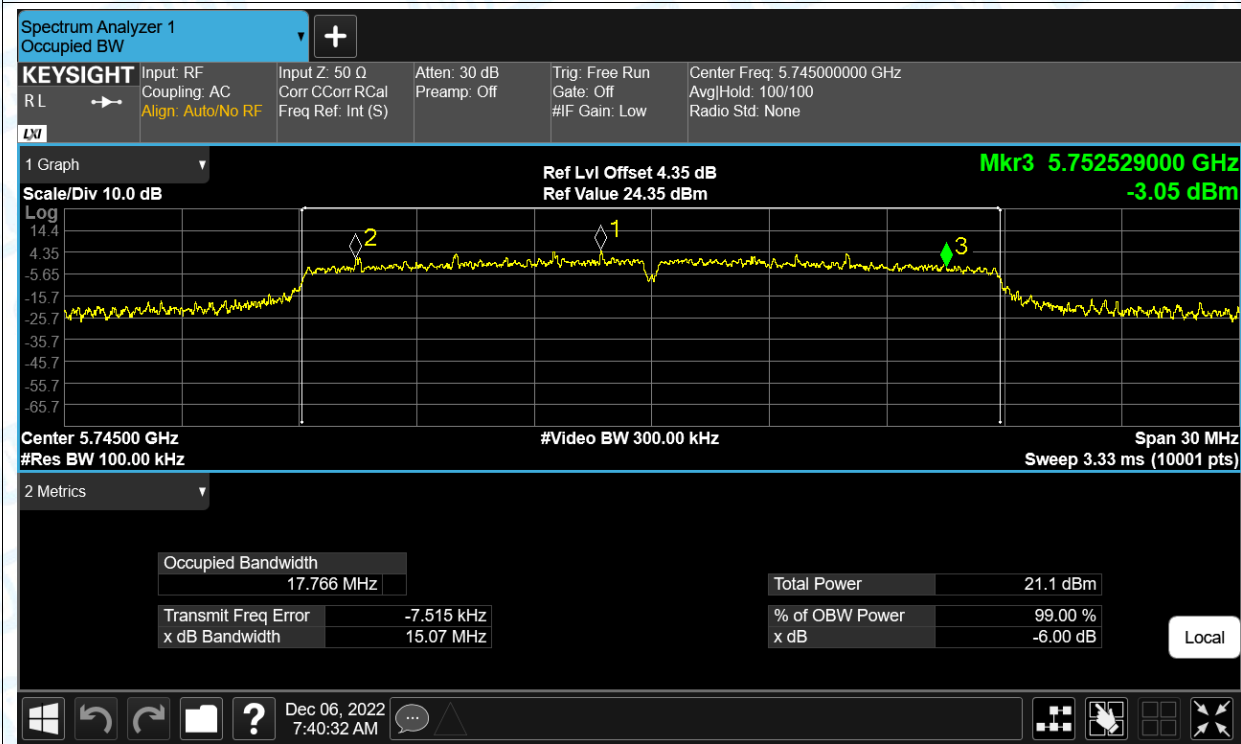 Spectrum Analyzer 1
Occupied BW
KEYSIGHT
R L
LXI
Input: RF
Coupling: AC
Align: Auto/No RF
Input Z: 50 Ω
Corr CCorr RCal
Freq Ref: Int (S)
Atten: 30 dB
Preamp: Off
Trig: Free Run
Gate: Off
#IF Gain: Low
Center Freq: 5.745000000 GHz
Avg|Hold: 100/100
Radio Std: None
1 Graph
Scale/Div 10.0 dB
Ref Lvl Offset 4.35 dB
Ref Value 24.35 dBm
Mkr3 5.752529000 GHz
-3.05 dBm
Log
14.4
4.35
-5.65
-15.7
-25.7
-35.7
-45.7
-55.7
-65.7
2
1
3
Center 5.74500 GHz
#Video BW 300.00 kHz
Span 30 MHz
#Res BW 100.00 kHz
Sweep 3.33 ms (10001 pts)
2 Metrics
Occupied Bandwidth
17.766 MHz
Total Power 21.1 dBm
Transmit Freq Error -7.515 kHz
% of OBW Power 99.00 %
x dB Bandwidth 15.07 MHz
x dB -6.00 dB
Local
?
Dec 06, 2022
7:40:32 AM